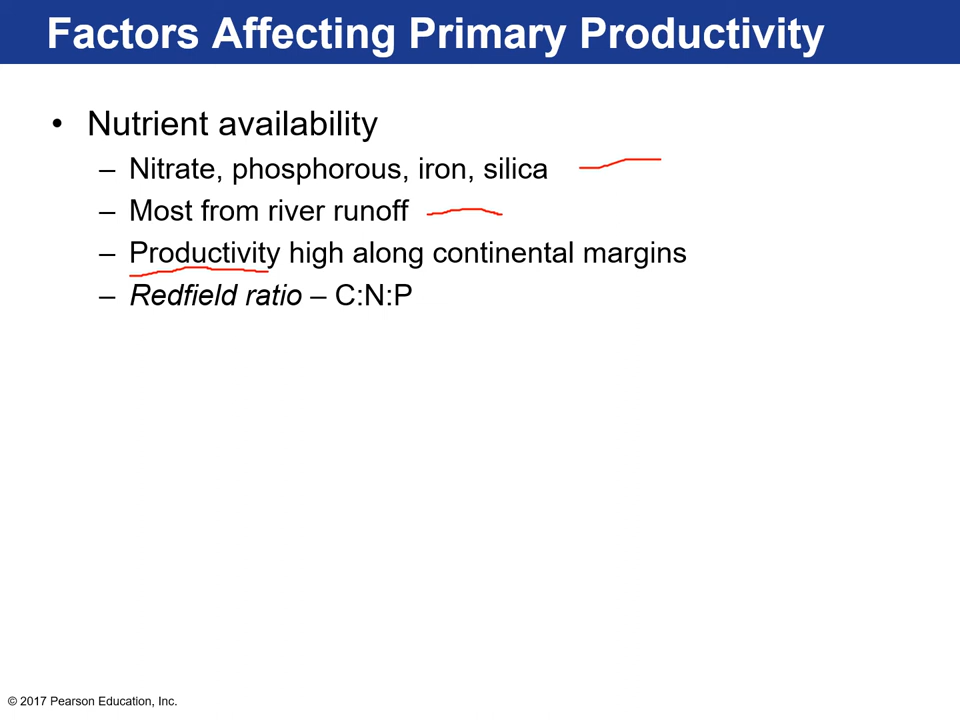 Factors Affecting Primary Productivity
• Nutrient availability
– Nitrate, phosphorous, iron, silica
– Most from river runoff
– Productivity high along continental margins
– Redfield ratio – C:N:P
© 2017 Pearson Education, Inc.